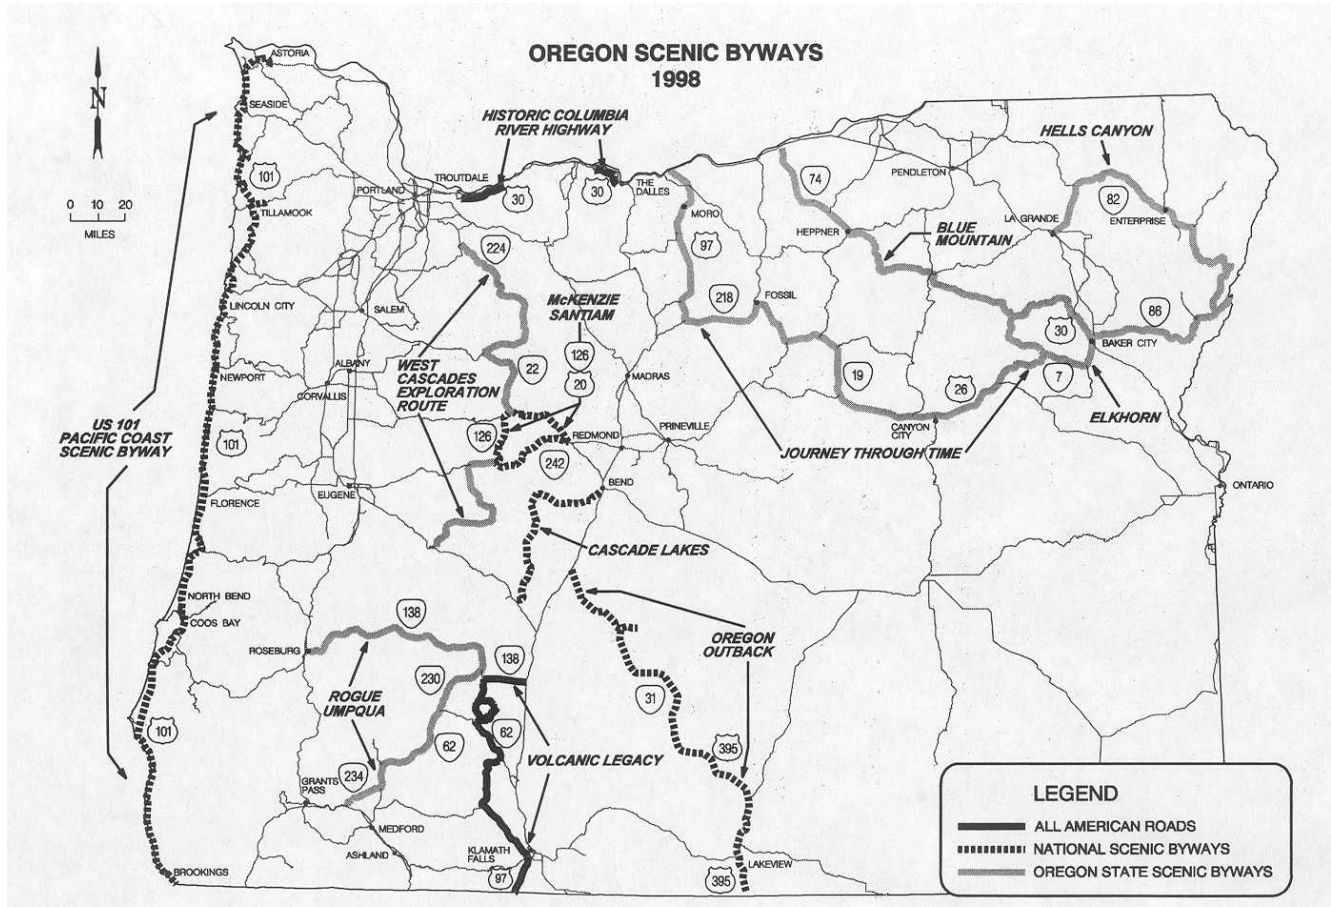 OREGON SCENIC BYWAYS
1998
N
0 10 20
MILES
ASTORIA
SEASIDE
101
TILLAMOOK
LINCOLN CITY
NEWPORT
101
FLORENCE
NORTH BEND
COOS BAY
101
BROOKINGS
US 101
PACIFIC COAST
SCENIC BYWAY
HISTORIC COLUMBIA
RIVER HIGHWAY
PORTLAND
TROUTDALE
30
30
THE
DALLES
MORO
97
218
FOSSIL
74
HEPPNER
PENDLETON
BLUE
MOUNTAIN
HELLS CANYON
LA GRANDE
82
ENTERPRISE
86
30
BAKER CITY
7
ELKHORN
26
19
CANYON
CITY
JOURNEY THROUGH TIME
ONTARIO
224
SALEM
ALBANY
CORVALLIS
22
WEST
CASCADES
EXPLORATION
ROUTE
McKENZIE
SANTIAM
126
20
MADRAS
126
REDMOND
PRINEVILLE
242
BEND
EUGENE
CASCADE LAKES
138
ROSEBURG
138
230
ROGUE
UMPQUA
62
62
234
GRANTS
PASS
MEDFORD
ASHLAND
VOLCANIC LEGACY
KLAMATH
FALLS
97
OREGON
OUTBACK
31
395
LAKEVIEW
395
LEGEND
ALL AMERICAN ROADS
NATIONAL SCENIC BYWAYS
OREGON STATE SCENIC BYWAYS